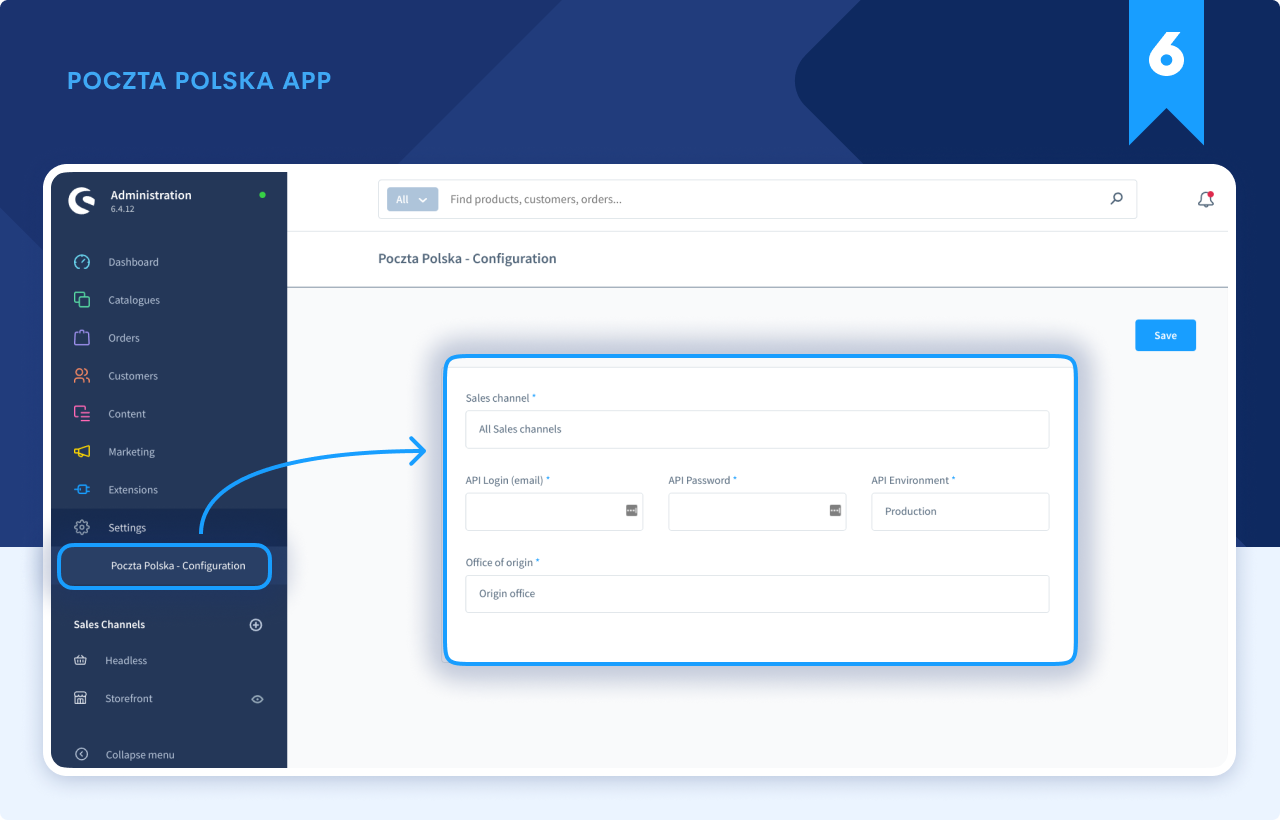 POCZTA POLSKA APP
6
Administration
6.4.12
All
Find products, customers, orders...
Poczta Polska - Configuration
Dashboard
Catalogues
Orders
Customers
Content
Marketing
Extensions
Settings
Poczta Polska - Configuration
Sales Channels
Headless
Storefront
Collapse menu
Save
Sales channel *
All Sales channels
API Login (email) *
API Password *
API Environment *
Production
Office of origin *
Origin office